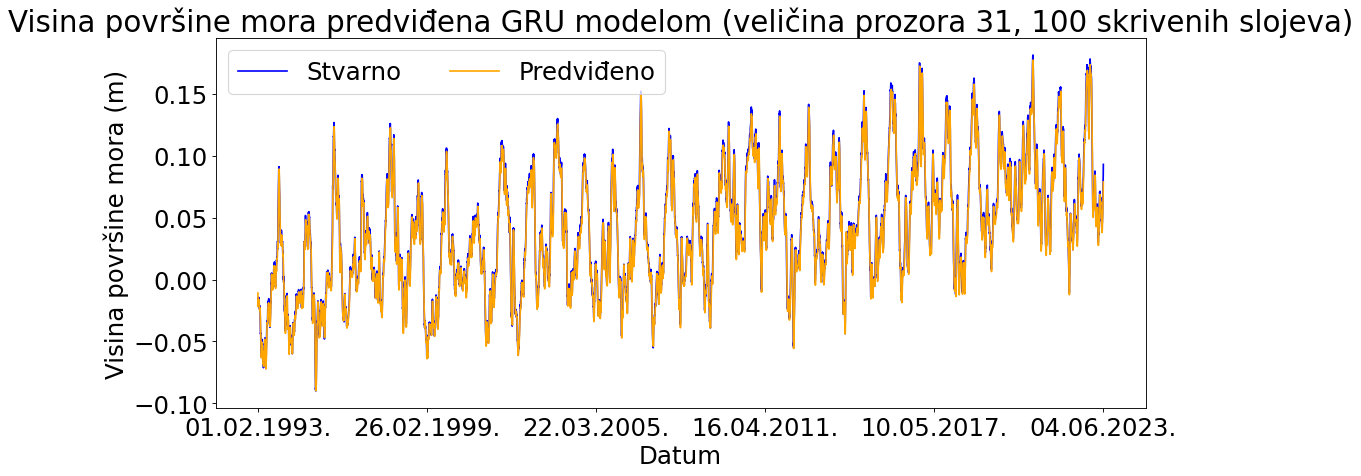 Visina površine mora predviđena GRU modelom (veličina prozora 31, 100 skrivenih slojeva)
Stvarno
Predviđeno
Visina površine mora (m)
0.15
0.10
0.05
0.00
−0.05
−0.10
01.02.1993.
26.02.1999.
22.03.2005.
16.04.2011.
10.05.2017.
04.06.2023.
Datum